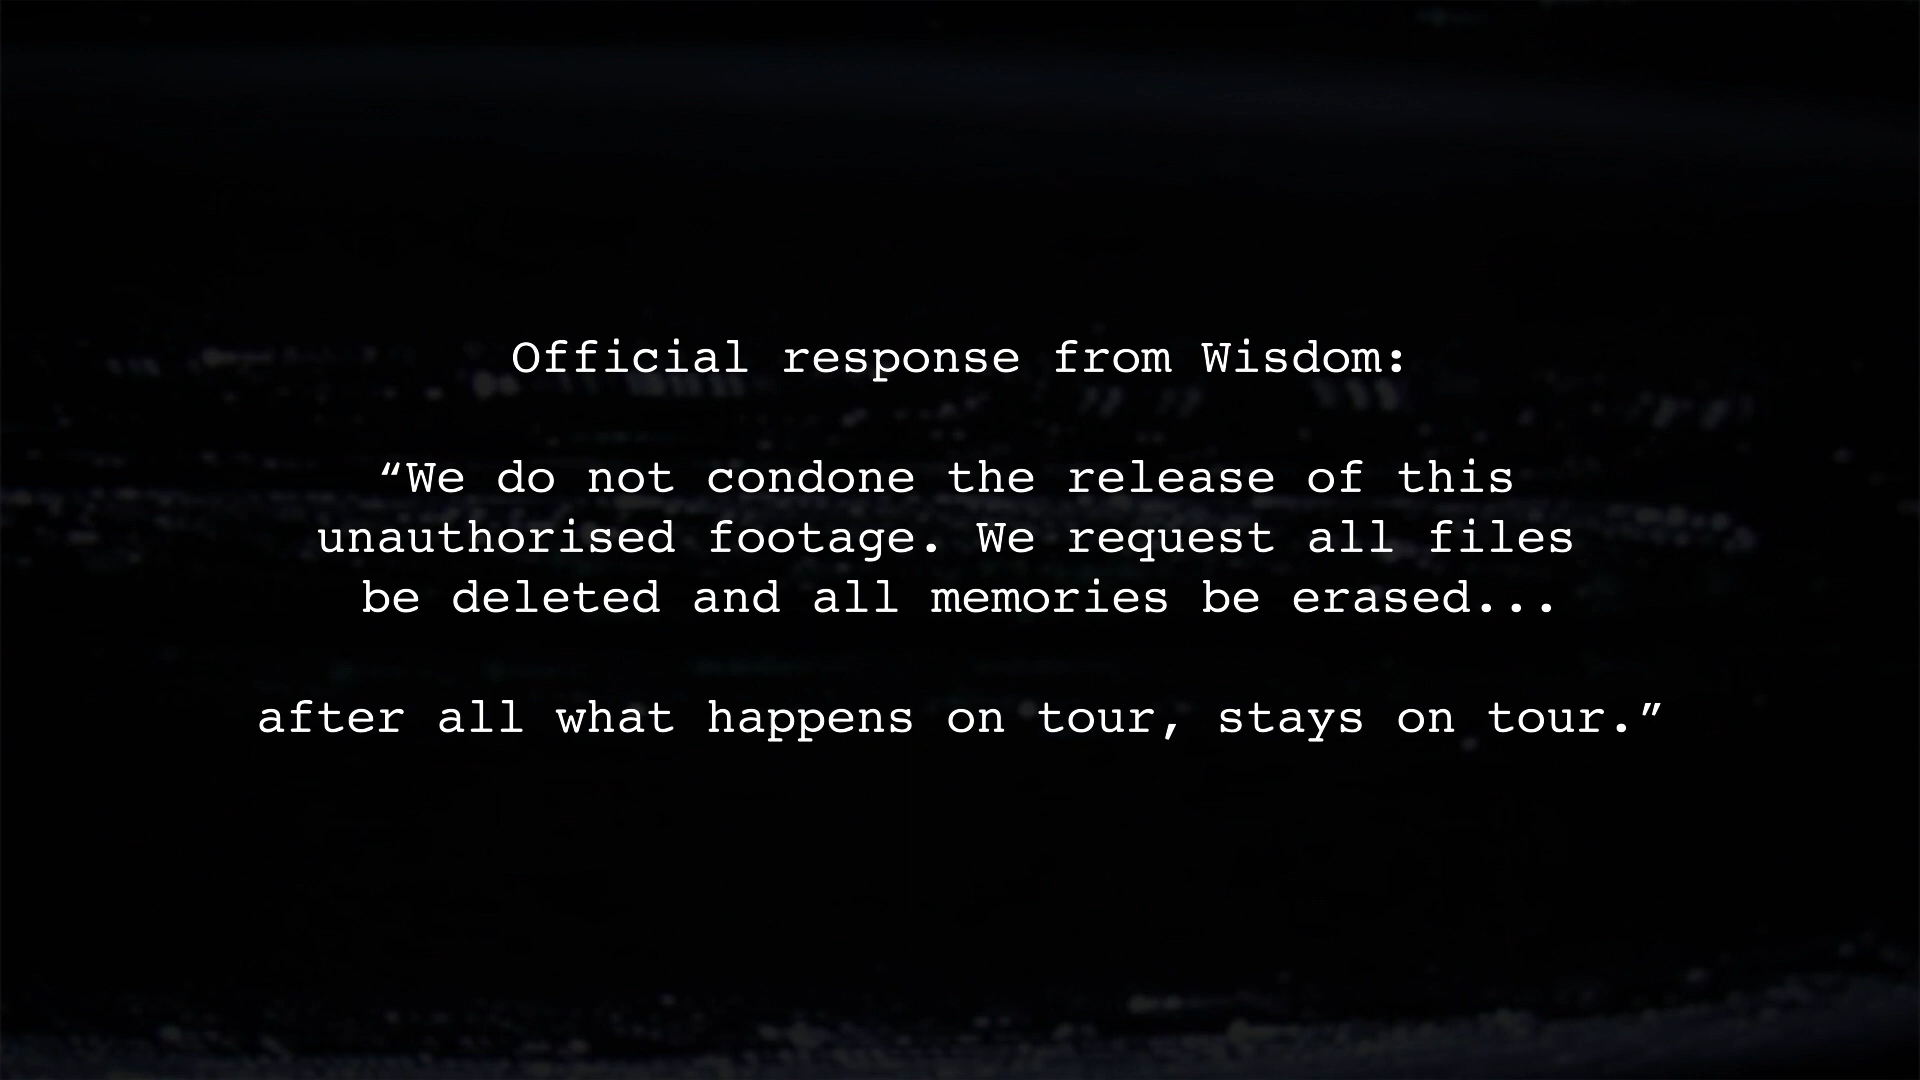 Official response from Wisdom:
“We do not condone the release of this
unauthorised footage. We request all files
be deleted and all memories be erased...
after all what happens on tour, stays on tour.”